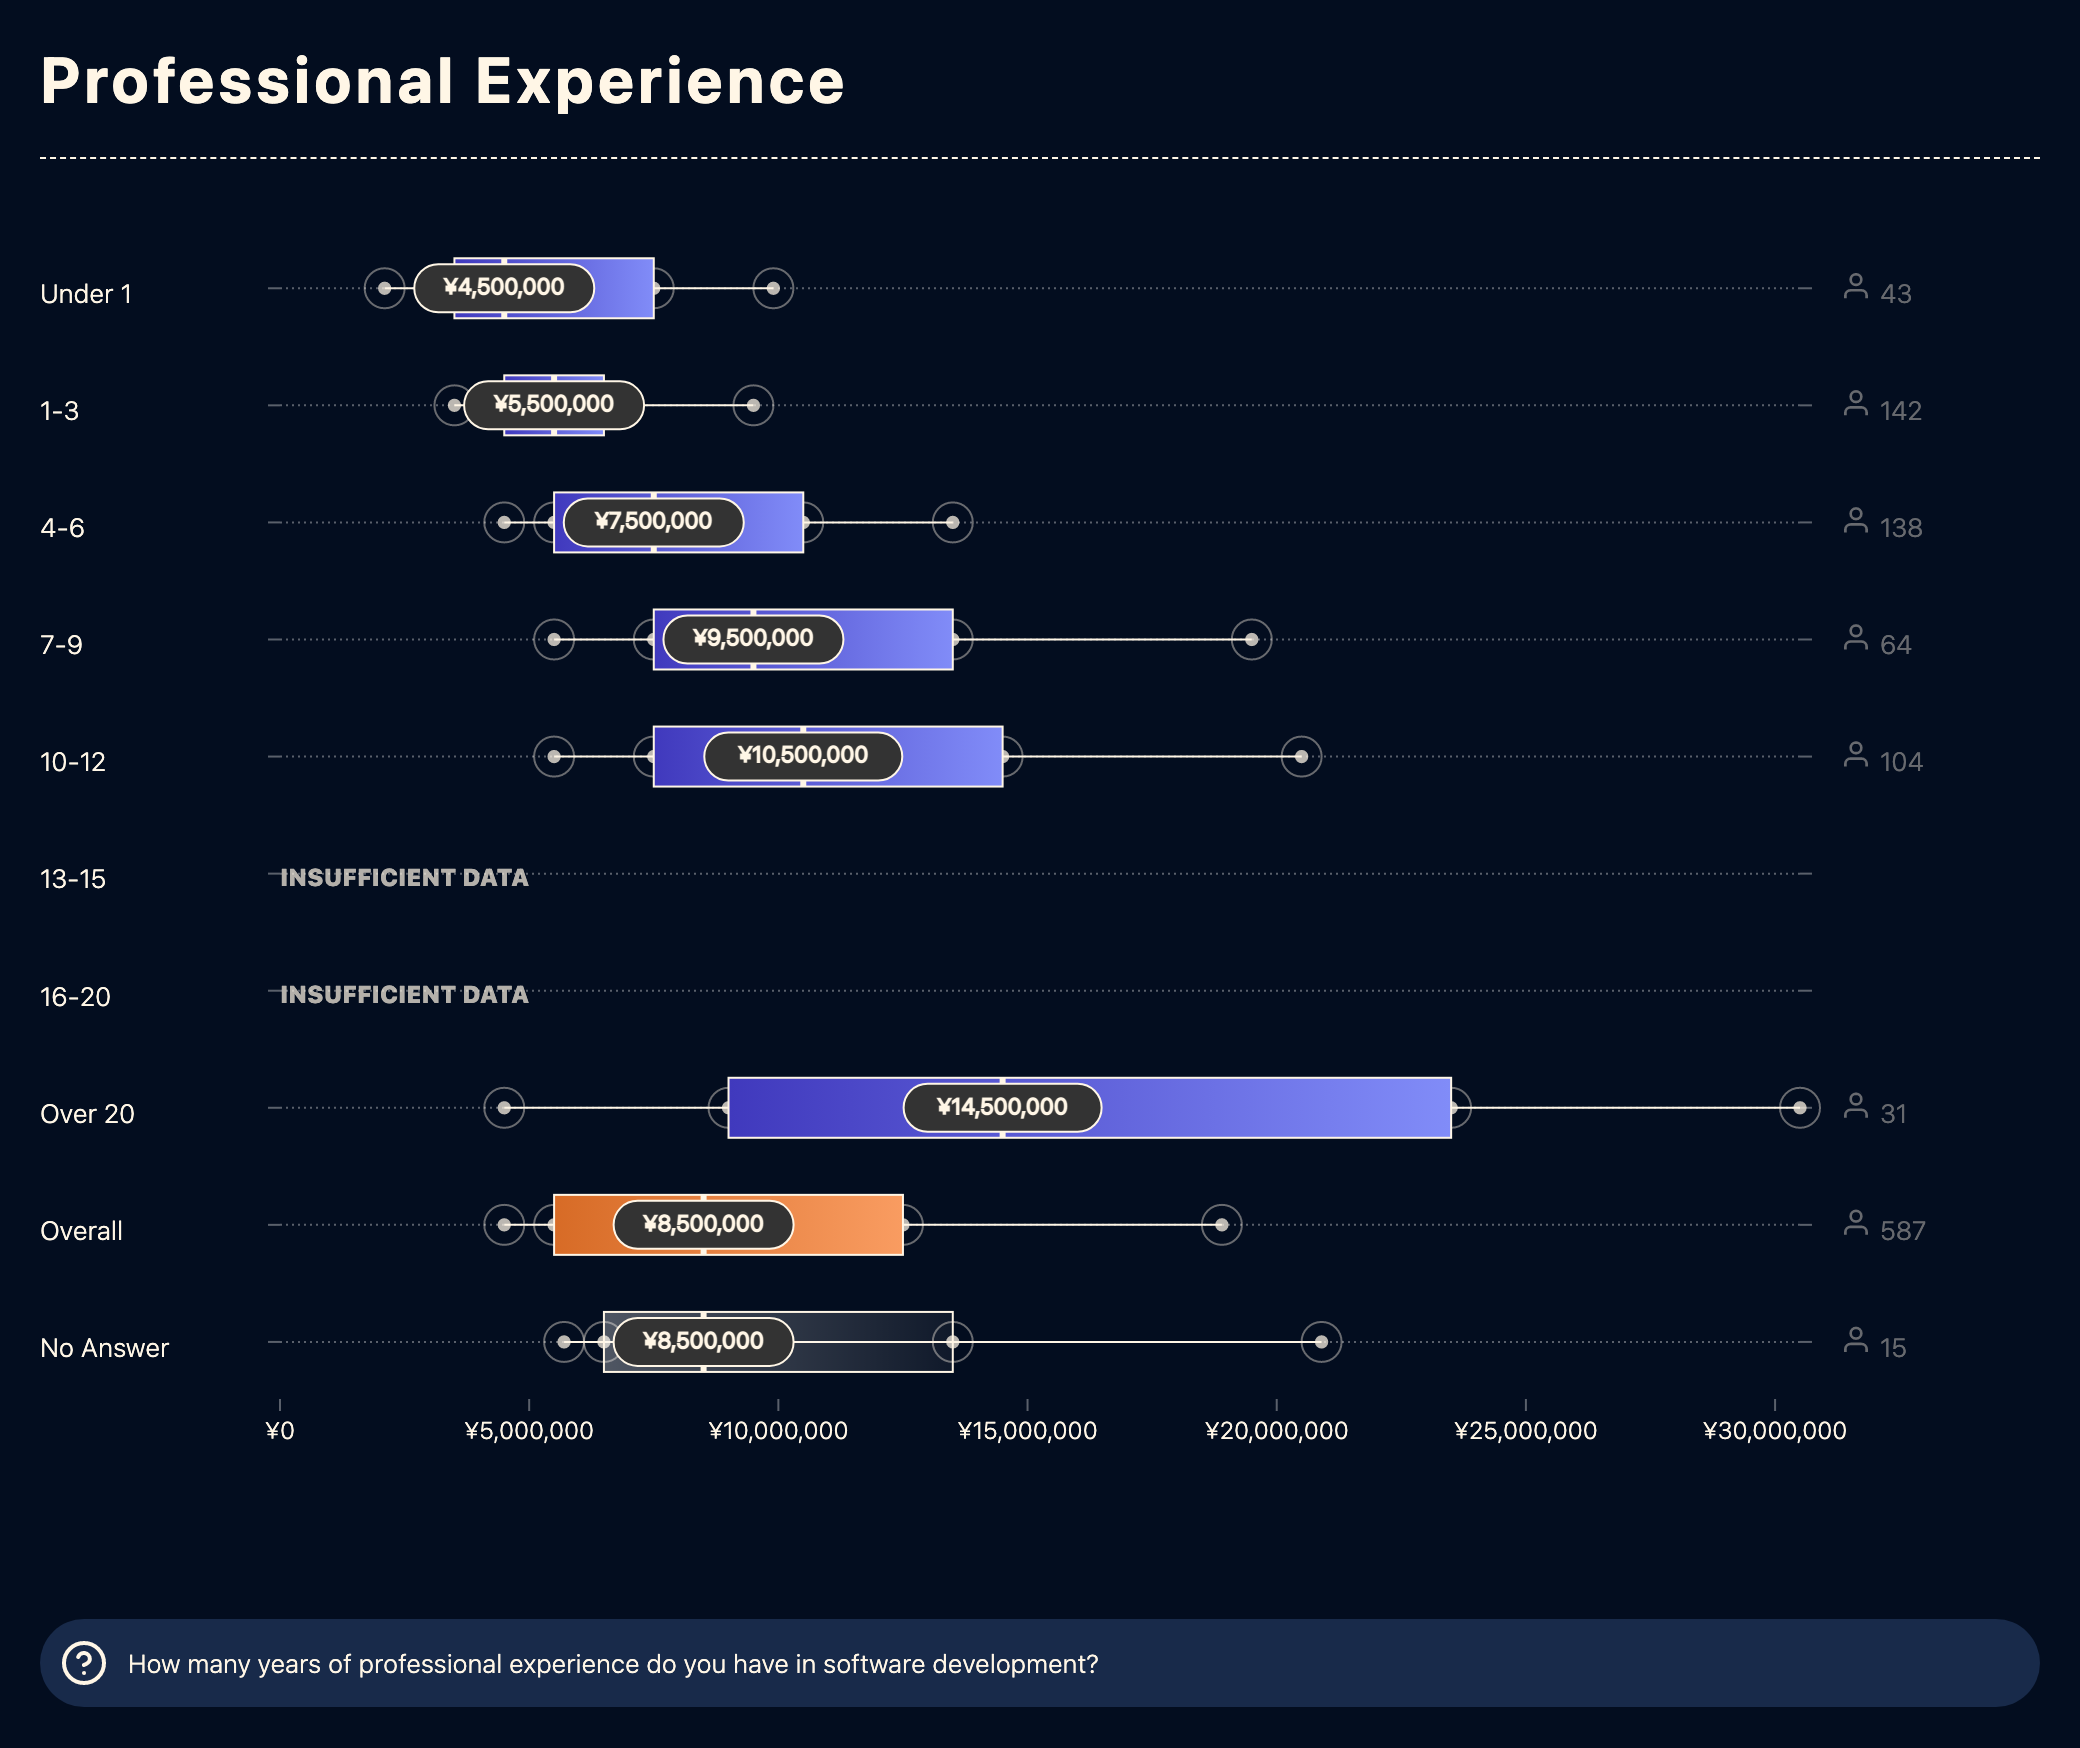 Professional Experience
Under 1 ¥4,500,000 43
1-3 ¥5,500,000 142
4-6 ¥7,500,000 138
7-9 ¥9,500,000 64
10-12 ¥10,500,000 104
13-15 INSUFFICIENT DATA
16-20 INSUFFICIENT DATA
Over 20 ¥14,500,000 31
Overall ¥8,500,000 587
No Answer ¥8,500,000 15
¥0 ¥5,000,000 ¥10,000,000 ¥15,000,000 ¥20,000,000 ¥25,000,000 ¥30,000,000
How many years of professional experience do you have in software development?